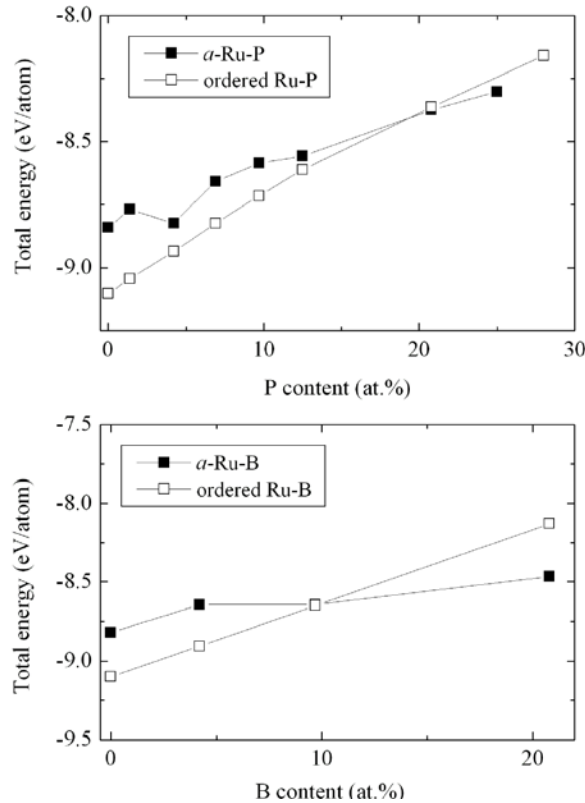 -8.0
a-Ru-P
ordered Ru-P
-8.5
-9.0
Total energy (eV/atom)
0 10 20 30
P content (at.%)
-7.5
a-Ru-B
ordered Ru-B
-8.0
-8.5
-9.0
-9.5
Total energy (eV/atom)
0 10 20
B content (at.%)